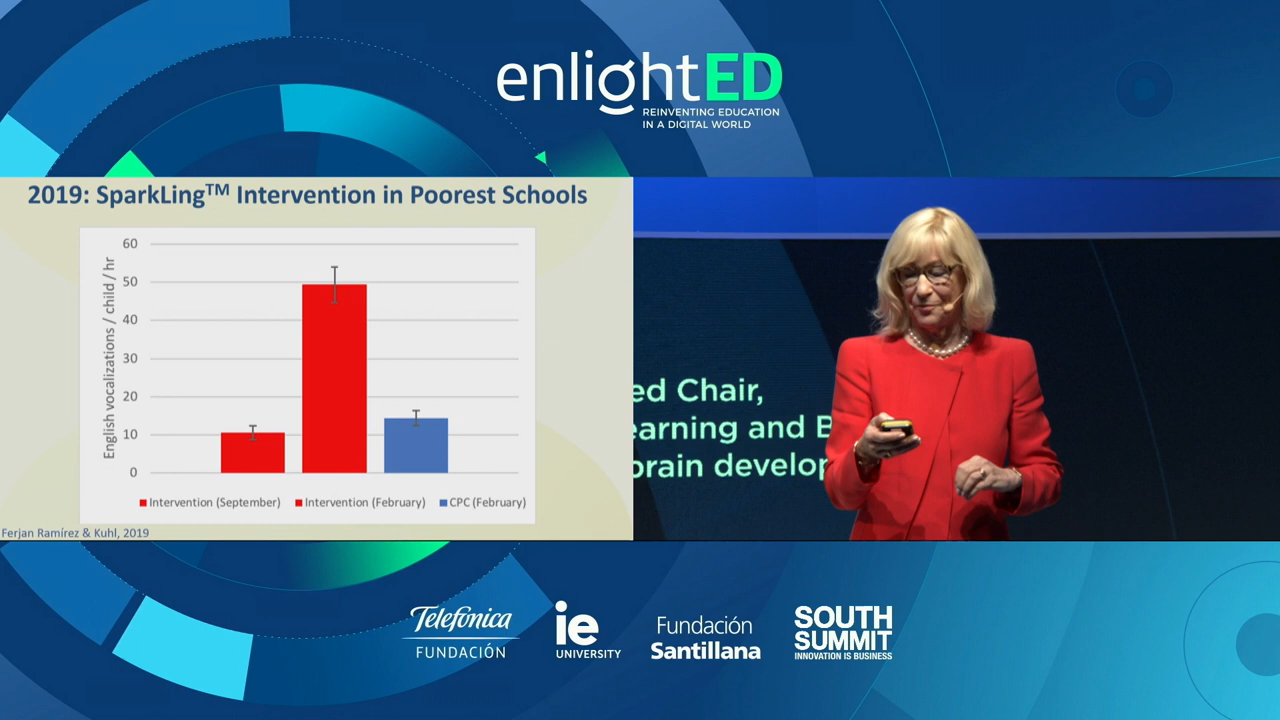 enlightED
REINVENTING EDUCATION
IN A DIGITAL WORLD
2019: SparkLing™ Intervention in Poorest Schools
60
50
40
30
20
10
0
English vocalizations / child / hr
Intervention (September)
Intervention (February)
CPC (February)
Ferjan Ramírez & Kuhl, 2019
ed Chair,
earning and B
brain develop
Telefónica
FUNDACIÓN
ie
UNIVERSITY
Fundación
Santillana
SOUTH
SUMMIT
INNOVATION IS BUSINESS